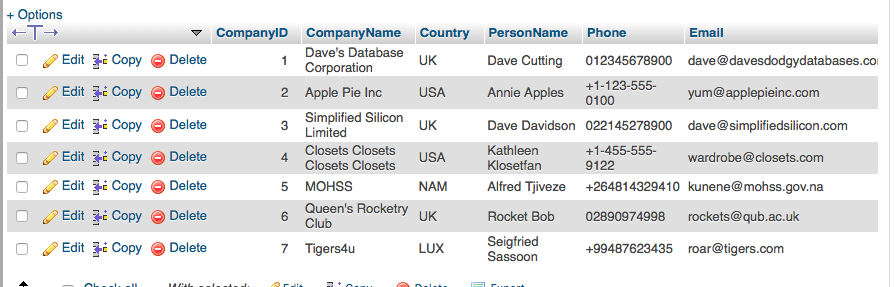 + Options
←T→ CompanyID CompanyName Country PersonName Phone Email
Edit Copy Delete 1 Dave's Database Corporation UK Dave Cutting 012345678900 dave@davesdodgydatabases.co
Edit Copy Delete 2 Apple Pie Inc USA Annie Apples +1-123-555-0100 yum@applepieinc.com
Edit Copy Delete 3 Simplified Silicon Limited UK Dave Davidson 022145278900 dave@simplifiedsilicon.com
Edit Copy Delete 4 Closets Closets Closets Closets USA Kathleen Klosetfan +1-455-555-9122 wardrobe@closets.com
Edit Copy Delete 5 MOHSS NAM Alfred Tjiveze +264814329410 kunene@mohss.gov.na
Edit Copy Delete 6 Queen's Rocketry Club UK Rocket Bob 02890974998 rockets@qub.ac.uk
Edit Copy Delete 7 Tigers4u LUX Seigfried Sassoon +99487623435 roar@tigers.com
Check all With selected: Edit Copy Delete Export